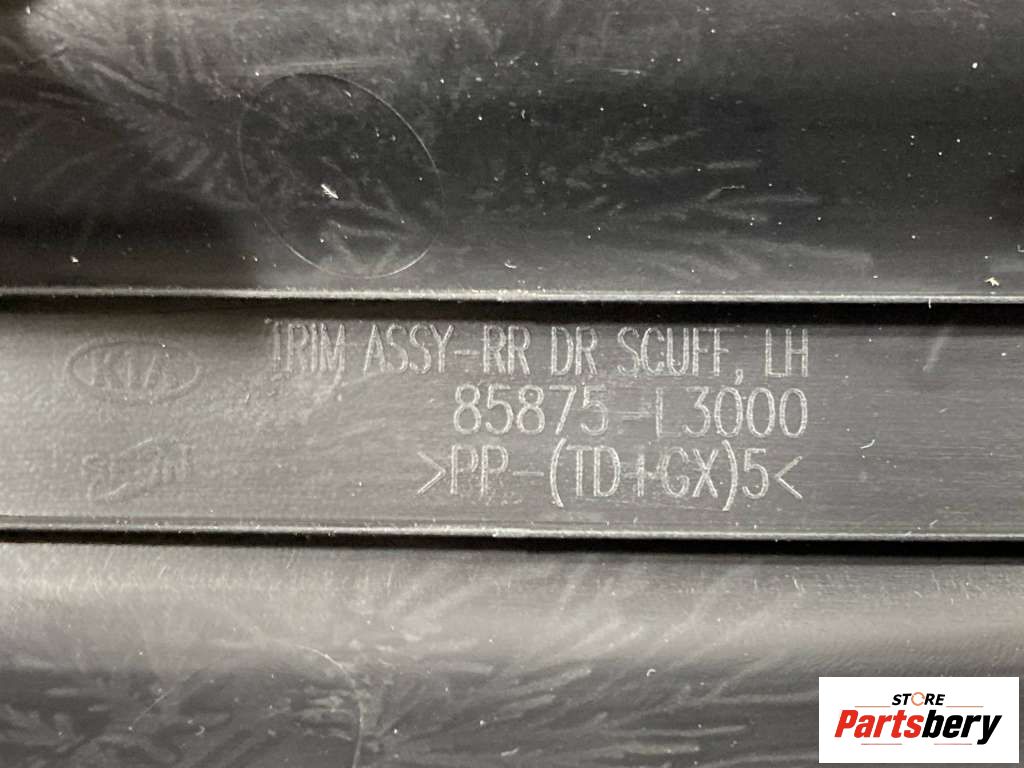 KIA
TRIM ASSY-RR DR SCUFF, LH
85875-L3000
>PP-(TD+GX)5<
STORE
Partsbery